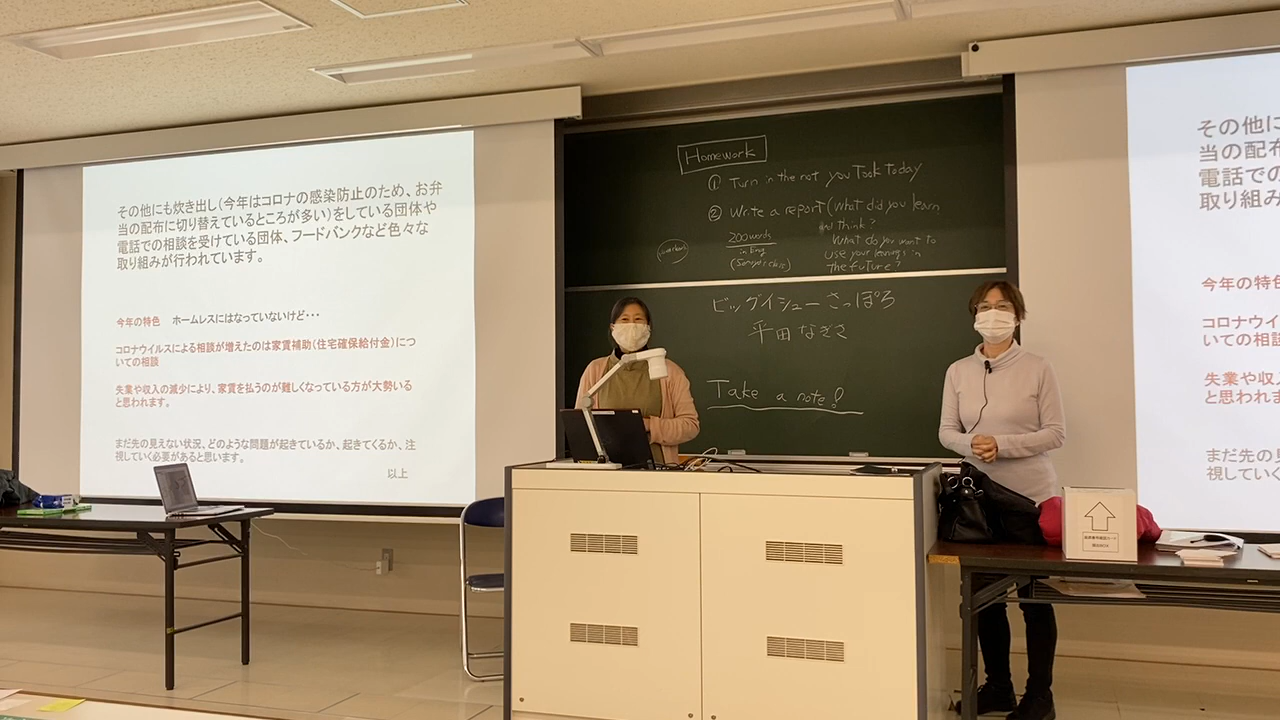 その他にも炊き出し(今年はコロナの感染防止のため、お弁
当の配布に切り替えているところが多い)をしている団体や
電話での相談を受けている団体、フードバンクなど色々な
取り組みが行われています。
今年の特色 ホームレスにはなっていないけど・・・
コロナウイルスによる相談が増えたのは家賃補助(住宅確保給付金)につ
いての相談
失業や収入の減少により、家賃を払うのが難しくなっている方が大勢いる
と思われます。
まだ先の見えない状況、どのような問題が起きているか、起きてくるか、注
視していく必要があると思います。
以上
Homework
① Turn in the not you Took Today
② Write a report (What did you learn
and think?
200 words
in Eng
What do you want to
use your learnings in
the future?
ビッグイシューさっぽろ
平田なぎさ
Take a note!
その他に
当の配布
電話での
取り組み
今年の特色
コロナウイ
いての相談
失業や収
と思われま
まだ先の見
視していく